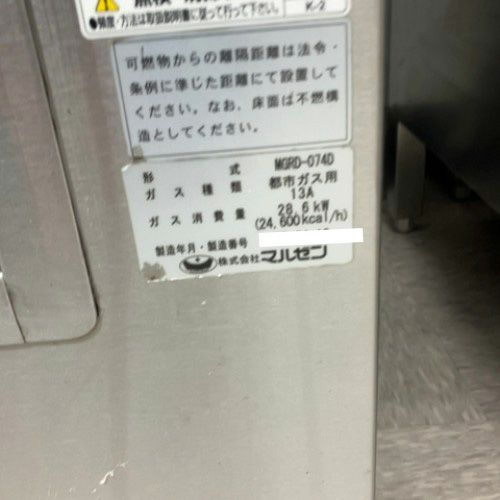 ●頻度・方法は取扱説明書に従って行って下さい。
K-2
可燃物からの離隔距離は法令・
条例に準じた距離にて設置して
ください。なお、床面は不燃構
造としてください。
形式 MGRD-074D
ガス種類 都市ガス用
13A
ガス消費量 28.6kW
(24,600kcal/h)
製造年月・製造番号
株式会社マルゼン